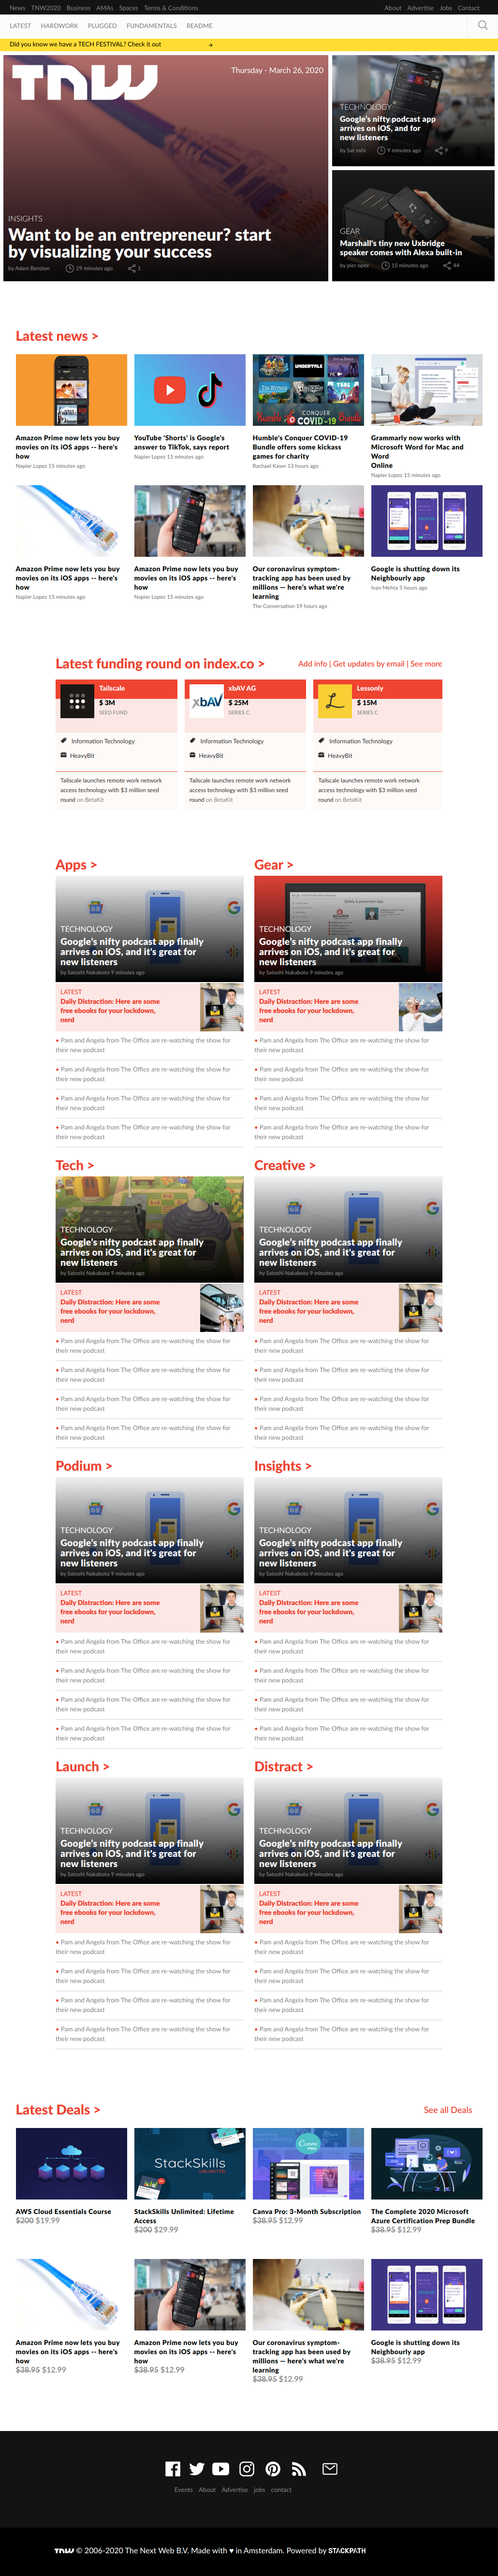 News TNW2020 Business AMAs Spaces Terms & Conditions About Advertise Jobs Contact
LATEST HARDWORK PLUGGED FUNDAMENTALS README
Did you know we have a TECH FESTIVAL? Check it out →
TNW
Thursday - March 26, 2020
INSIGHTS
Want to be an entrepreneur? start
by visualizing your success
by Adam Benston 29 minutes ago 1
TECHNOLOGY
Google's nifty podcast app
arrives on iOS, and for
new listeners
by Sat oshi 9 minutes ago 9
GEAR
Marshall's tiny new Uxbridge
speaker comes with Alexa built-in
by pier apez 15 minutes ago 44
Latest news >
Amazon Prime now lets you buy
movies on its iOS apps -- here's
how
Napier Lopez 15 minutes ago
YouTube 'Shorts' is Google's
answer to TikTok, says report
Napier Lopez 15 minutes ago
UNDERTALE
THE WITNESS
CONQUER
COVID-19
Humble Bundle
Humble's Conquer COVID-19
Bundle offers some kickass
games for charity
Rachael Kaser 13 hours ago
Grammarly now works with
Microsoft Word for Mac and
Word
Online
Napier Lopez 15 minutes ago
Amazon Prime now lets you buy
movies on its iOS apps -- here's
how
Napier Lopez 15 minutes ago
Amazon Prime now lets you buy
movies on its iOS apps -- here's
how
Napier Lopez 15 minutes ago
Our coronavirus symptom-
tracking app has been used by
millions — here's what we're
learning
The Conversation 19 hours ago
Google is shutting down its
Neighbourly app
Ivan Mehta 5 hours ago
Latest funding round on index.co >
Add info | Get updates by email | See more
Tailscale
$ 3M
SEED FUND
Information Technology
HeavyBit
Tailscale launches remote work network
access technology with $3 million seed
round on BetaKit
xbAV
xbAV AG
$ 25M
SERIES C
Information Technology
HeavyBit
Tailscale launches remote work network
access technology with $3 million seed
round on BetaKit
L
Lessonly
$ 15M
SERIES C
Information Technology
HeavyBit
Tailscale launches remote work network
access technology with $3 million seed
round on BetaKit
Apps >
TECHNOLOGY
Google's nifty podcast app finally
arrives on iOS, and it's great for
new listeners
by Satoshi Nakaboto 9 minutes ago
LATEST
Daily Distraction: Here are some
free ebooks for your lockdown,
nerd
• Pam and Angela from The Office are re-watching the show for
their new podcast
• Pam and Angela from The Office are re-watching the show for
their new podcast
• Pam and Angela from The Office are re-watching the show for
their new podcast
• Pam and Angela from The Office are re-watching the show for
their new podcast
Gear >
TECHNOLOGY
Google's nifty podcast app finally
arrives on iOS, and it's great for
new listeners
by Satoshi Nakaboto 9 minutes ago
LATEST
Daily Distraction: Here are some
free ebooks for your lockdown,
nerd
• Pam and Angela from The Office are re-watching the show for
their new podcast
• Pam and Angela from The Office are re-watching the show for
their new podcast
• Pam and Angela from The Office are re-watching the show for
their new podcast
• Pam and Angela from The Office are re-watching the show for
their new podcast
Tech >
TECHNOLOGY
Google's nifty podcast app finally
arrives on iOS, and it's great for
new listeners
by Satoshi Nakaboto 9 minutes ago
LATEST
Daily Distraction: Here are some
free ebooks for your lockdown,
nerd
• Pam and Angela from The Office are re-watching the show for
their new podcast
• Pam and Angela from The Office are re-watching the show for
their new podcast
• Pam and Angela from The Office are re-watching the show for
their new podcast
• Pam and Angela from The Office are re-watching the show for
their new podcast
Creative >
TECHNOLOGY
Google's nifty podcast app finally
arrives on iOS, and it's great for
new listeners
by Satoshi Nakaboto 9 minutes ago
LATEST
Daily Distraction: Here are some
free ebooks for your lockdown,
nerd
• Pam and Angela from The Office are re-watching the show for
their new podcast
• Pam and Angela from The Office are re-watching the show for
their new podcast
• Pam and Angela from The Office are re-watching the show for
their new podcast
• Pam and Angela from The Office are re-watching the show for
their new podcast
Podium >
TECHNOLOGY
Google's nifty podcast app finally
arrives on iOS, and it's great for
new listeners
by Satoshi Nakaboto 9 minutes ago
LATEST
Daily Distraction: Here are some
free ebooks for your lockdown,
nerd
• Pam and Angela from The Office are re-watching the show for
their new podcast
• Pam and Angela from The Office are re-watching the show for
their new podcast
• Pam and Angela from The Office are re-watching the show for
their new podcast
• Pam and Angela from The Office are re-watching the show for
their new podcast
Insights >
TECHNOLOGY
Google's nifty podcast app finally
arrives on iOS, and it's great for
new listeners
by Satoshi Nakaboto 9 minutes ago
LATEST
Daily Distraction: Here are some
free ebooks for your lockdown,
nerd
• Pam and Angela from The Office are re-watching the show for
their new podcast
• Pam and Angela from The Office are re-watching the show for
their new podcast
• Pam and Angela from The Office are re-watching the show for
their new podcast
• Pam and Angela from The Office are re-watching the show for
their new podcast
Launch >
TECHNOLOGY
Google's nifty podcast app finally
arrives on iOS, and it's great for
new listeners
by Satoshi Nakaboto 9 minutes ago
LATEST
Daily Distraction: Here are some
free ebooks for your lockdown,
nerd
• Pam and Angela from The Office are re-watching the show for
their new podcast
• Pam and Angela from The Office are re-watching the show for
their new podcast
• Pam and Angela from The Office are re-watching the show for
their new podcast
• Pam and Angela from The Office are re-watching the show for
their new podcast
Distract >
TECHNOLOGY
Google's nifty podcast app finally
arrives on iOS, and it's great for
new listeners
by Satoshi Nakaboto 9 minutes ago
LATEST
Daily Distraction: Here are some
free ebooks for your lockdown,
nerd
• Pam and Angela from The Office are re-watching the show for
their new podcast
• Pam and Angela from The Office are re-watching the show for
their new podcast
• Pam and Angela from The Office are re-watching the show for
their new podcast
• Pam and Angela from The Office are re-watching the show for
their new podcast
Latest Deals >
See all Deals
AWS Cloud Essentials Course
$200 $19.99
StackSkills
UNLIMITED
StackSkills Unlimited: Lifetime
Access
$200 $29.99
Canva
PRO
Canva Pro: 3-Month Subscription
$38.95 $12.99
The Complete 2020 Microsoft
Azure Certification Prep Bundle
$38.95 $12.99
Amazon Prime now lets you buy
movies on its iOS apps -- here's
how
$38.95 $12.99
Amazon Prime now lets you buy
movies on its iOS apps -- here's
how
$38.95 $12.99
Our coronavirus symptom-
tracking app has been used by
millions — here's what we're
learning
$38.95 $12.99
Google is shutting down its
Neighbourly app
$38.95 $12.99
Events About Advertise jobs contact
TNW © 2006-2020 The Next Web B.V. Made with ♥ in Amsterdam. Powered by STACKPATH